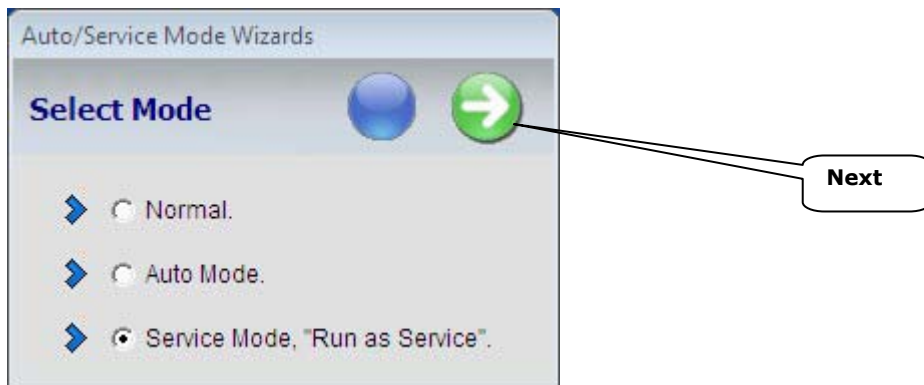 Auto/Service Mode Wizards
Select Mode
Next
Normal.
Auto Mode.
Service Mode, "Run as Service".